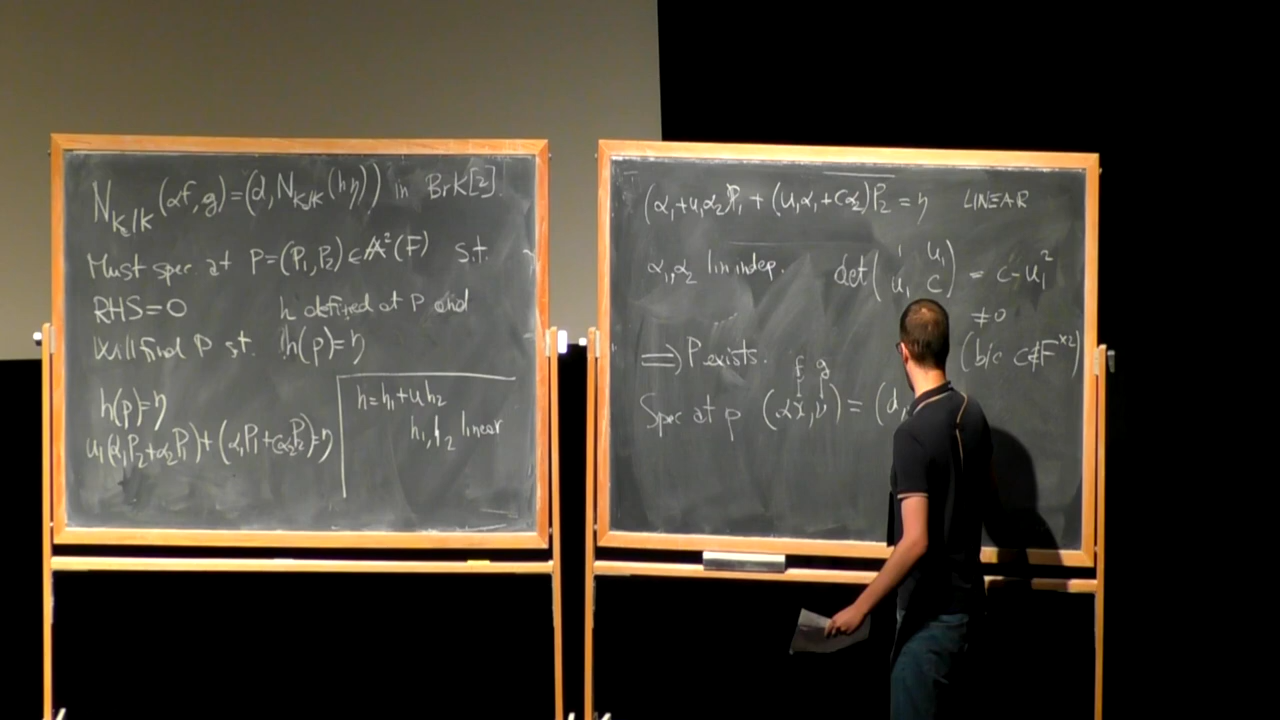 N_{K_2/K}(αf,g)=(d,N_{K_2/K}(hη)) in Br K[2]
Must spec. at P=(P₁,P₂)∈𝔸²(F) s.t.
RHS=0 h defined at P and
Will find P st. h(p)=η
h(p)=η
u₁(α₁P₂+α₂P₁)+(α₁P₁+cα₂P₂)=η
h=h₁+uh₂
h₁,h₂ linear
(α₁+u₁α₂)P₁+(u₁α₁+cα₂)P₂=η LINEAR
α₁,α₂ lin indep. det(1 u₁ / u₁ c) = c-u₁²
≠0
⟹ P exists. (b/c c∉F^{×2})
f g
Spec at p (αx,y)=(d,